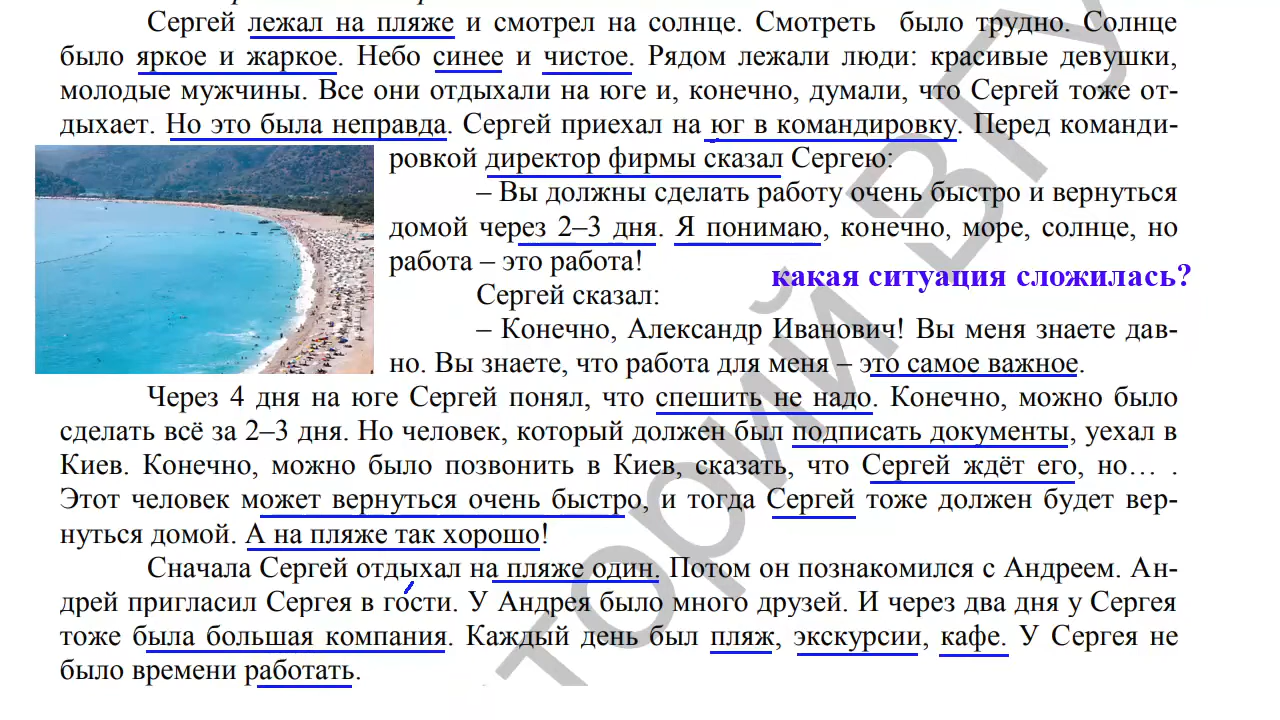 Сергей лежал на пляже и смотрел на солнце. Смотреть было трудно. Солнце
было яркое и жаркое. Небо синее и чистое. Рядом лежали люди: красивые девушки,
молодые мужчины. Все они отдыхали на юге и, конечно, думали, что Сергей тоже от-
дыхает. Но это была неправда. Сергей приехал на юг в командировку. Перед команди-
ровкой директор фирмы сказал Сергею:
– Вы должны сделать работу очень быстро и вернуться
домой через 2–3 дня. Я понимаю, конечно, море, солнце, но
работа – это работа!
какая ситуация сложилась?
Сергей сказал:
– Конечно, Александр Иванович! Вы меня знаете дав-
но. Вы знаете, что работа для меня – это самое важное.
Через 4 дня на юге Сергей понял, что спешить не надо. Конечно, можно было
сделать всё за 2–3 дня. Но человек, который должен был подписать документы, уехал в
Киев. Конечно, можно было позвонить в Киев, сказать, что Сергей ждёт его, но… .
Этот человек может вернуться очень быстро, и тогда Сергей тоже должен будет вер-
нуться домой. А на пляже так хорошо!
Сначала Сергей отдыхал на пляже один. Потом он познакомился с Андреем. Ан-
дрей пригласил Сергея в гости. У Андрея было много друзей. И через два дня у Сергея
тоже была большая компания. Каждый день был пляж, экскурсии, кафе. У Сергея не
было времени работать.
торий ВГУ